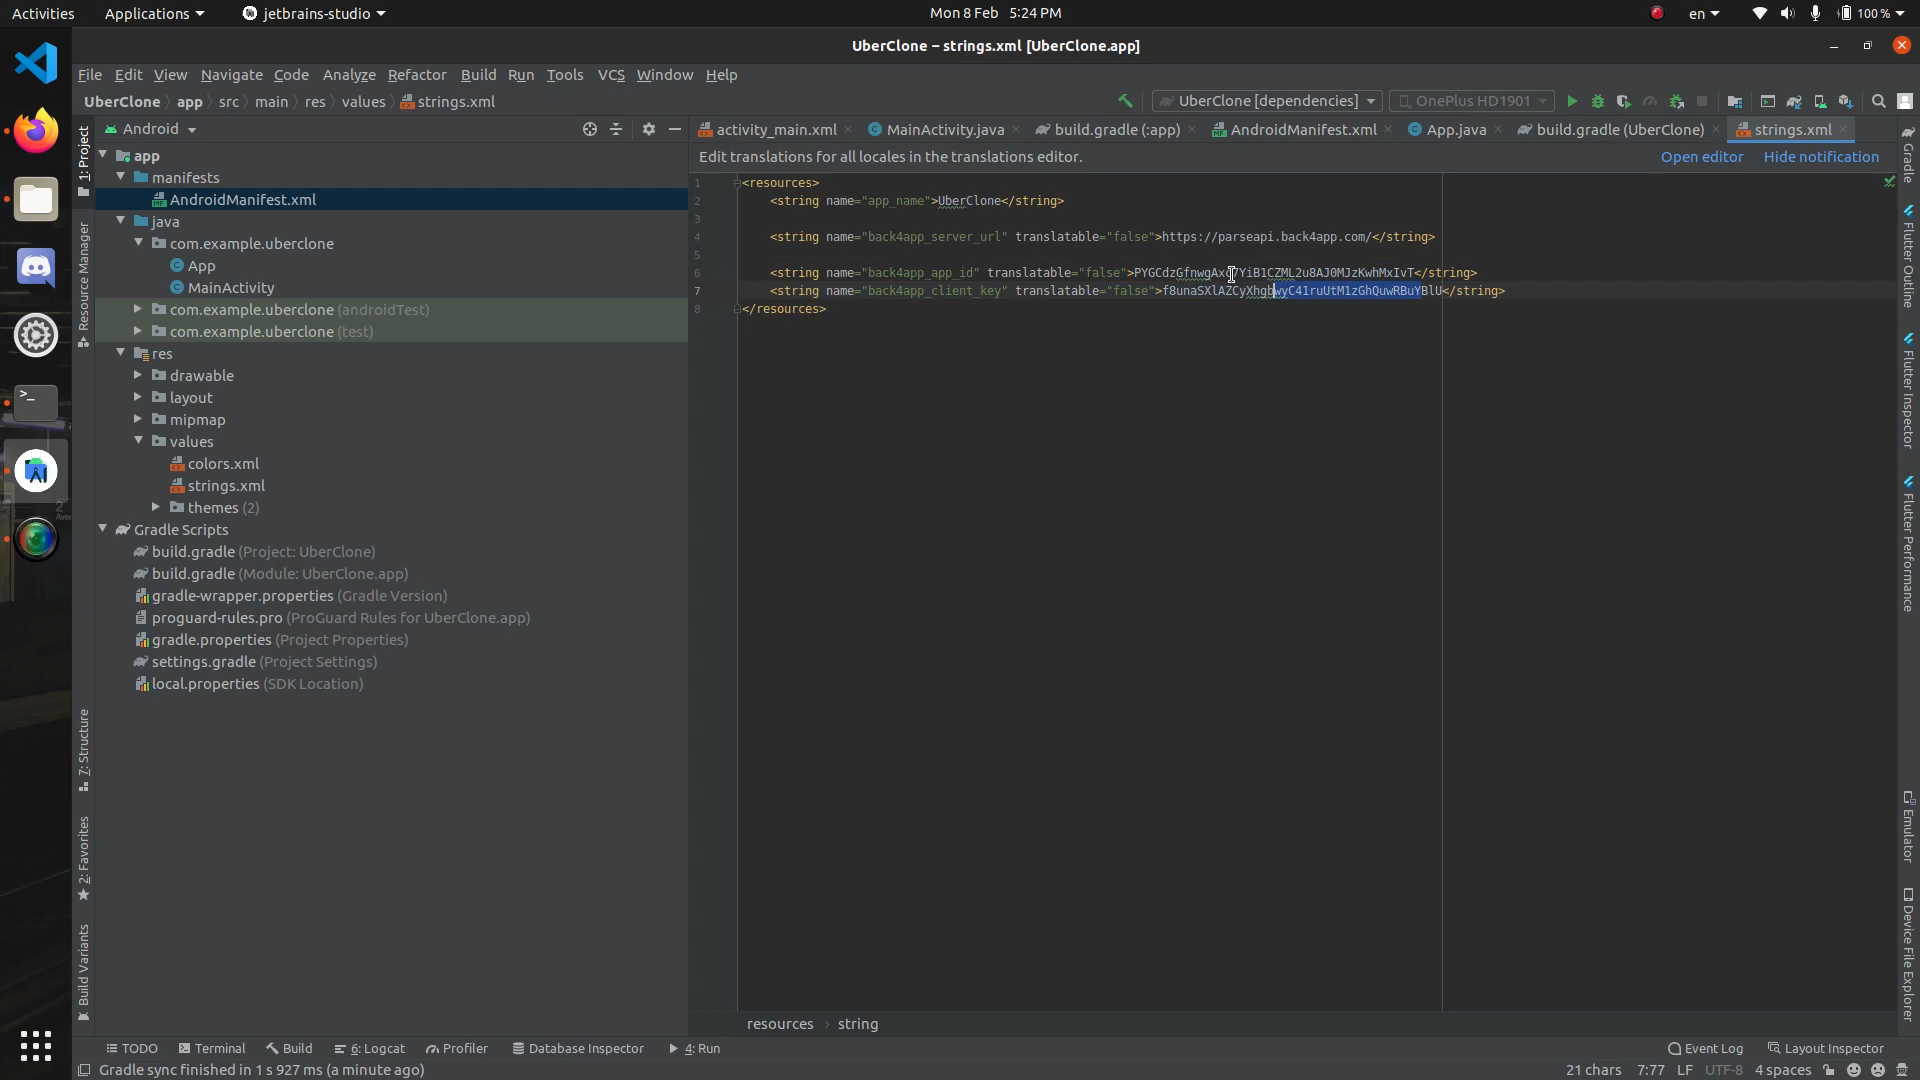 Activities Applications jetbrains-studio Mon 8 Feb 5:24 PM en 100 %
UberClone – strings.xml [UberClone.app]
File Edit View Navigate Code Analyze Refactor Build Run Tools VCS Window Help
UberClone app src main res values strings.xml UberClone [dependencies] OnePlus HD1901
1: Project
Resource Manager
7: Structure
2: Favorites
Build Variants
Android
app
manifests
AndroidManifest.xml
java
com.example.uberclone
App
MainActivity
com.example.uberclone (androidTest)
com.example.uberclone (test)
res
drawable
layout
mipmap
values
colors.xml
strings.xml
themes (2)
Gradle Scripts
build.gradle (Project: UberClone)
build.gradle (Module: UberClone.app)
gradle-wrapper.properties (Gradle Version)
proguard-rules.pro (ProGuard Rules for UberClone.app)
gradle.properties (Project Properties)
settings.gradle (Project Settings)
local.properties (SDK Location)
activity_main.xml MainActivity.java build.gradle (:app) AndroidManifest.xml App.java build.gradle (UberClone) strings.xml
Edit translations for all locales in the translations editor. Open editor Hide notification
1 <resources>
2 <string name="app_name">UberClone</string>
3
4 <string name="back4app_server_url" translatable="false">https://parseapi.back4app.com/</string>
5
6 <string name="back4app_app_id" translatable="false"></string>
7 <string name="back4app_client_key" translatable="false">f8unaSXlAZCyXhgbwyC41ruUtM1zGhQuwRBuYBlU</string>
8 </resources>
Gradle
Flutter Outline
Flutter Inspector
Flutter Performance
Emulator
Device File Explorer
resources › string
TODO Terminal Build 6: Logcat Profiler Database Inspector 4: Run Event Log Layout Inspector
Gradle sync finished in 1 s 927 ms (a minute ago) 21 chars 7:77 LF UTF-8 4 spaces